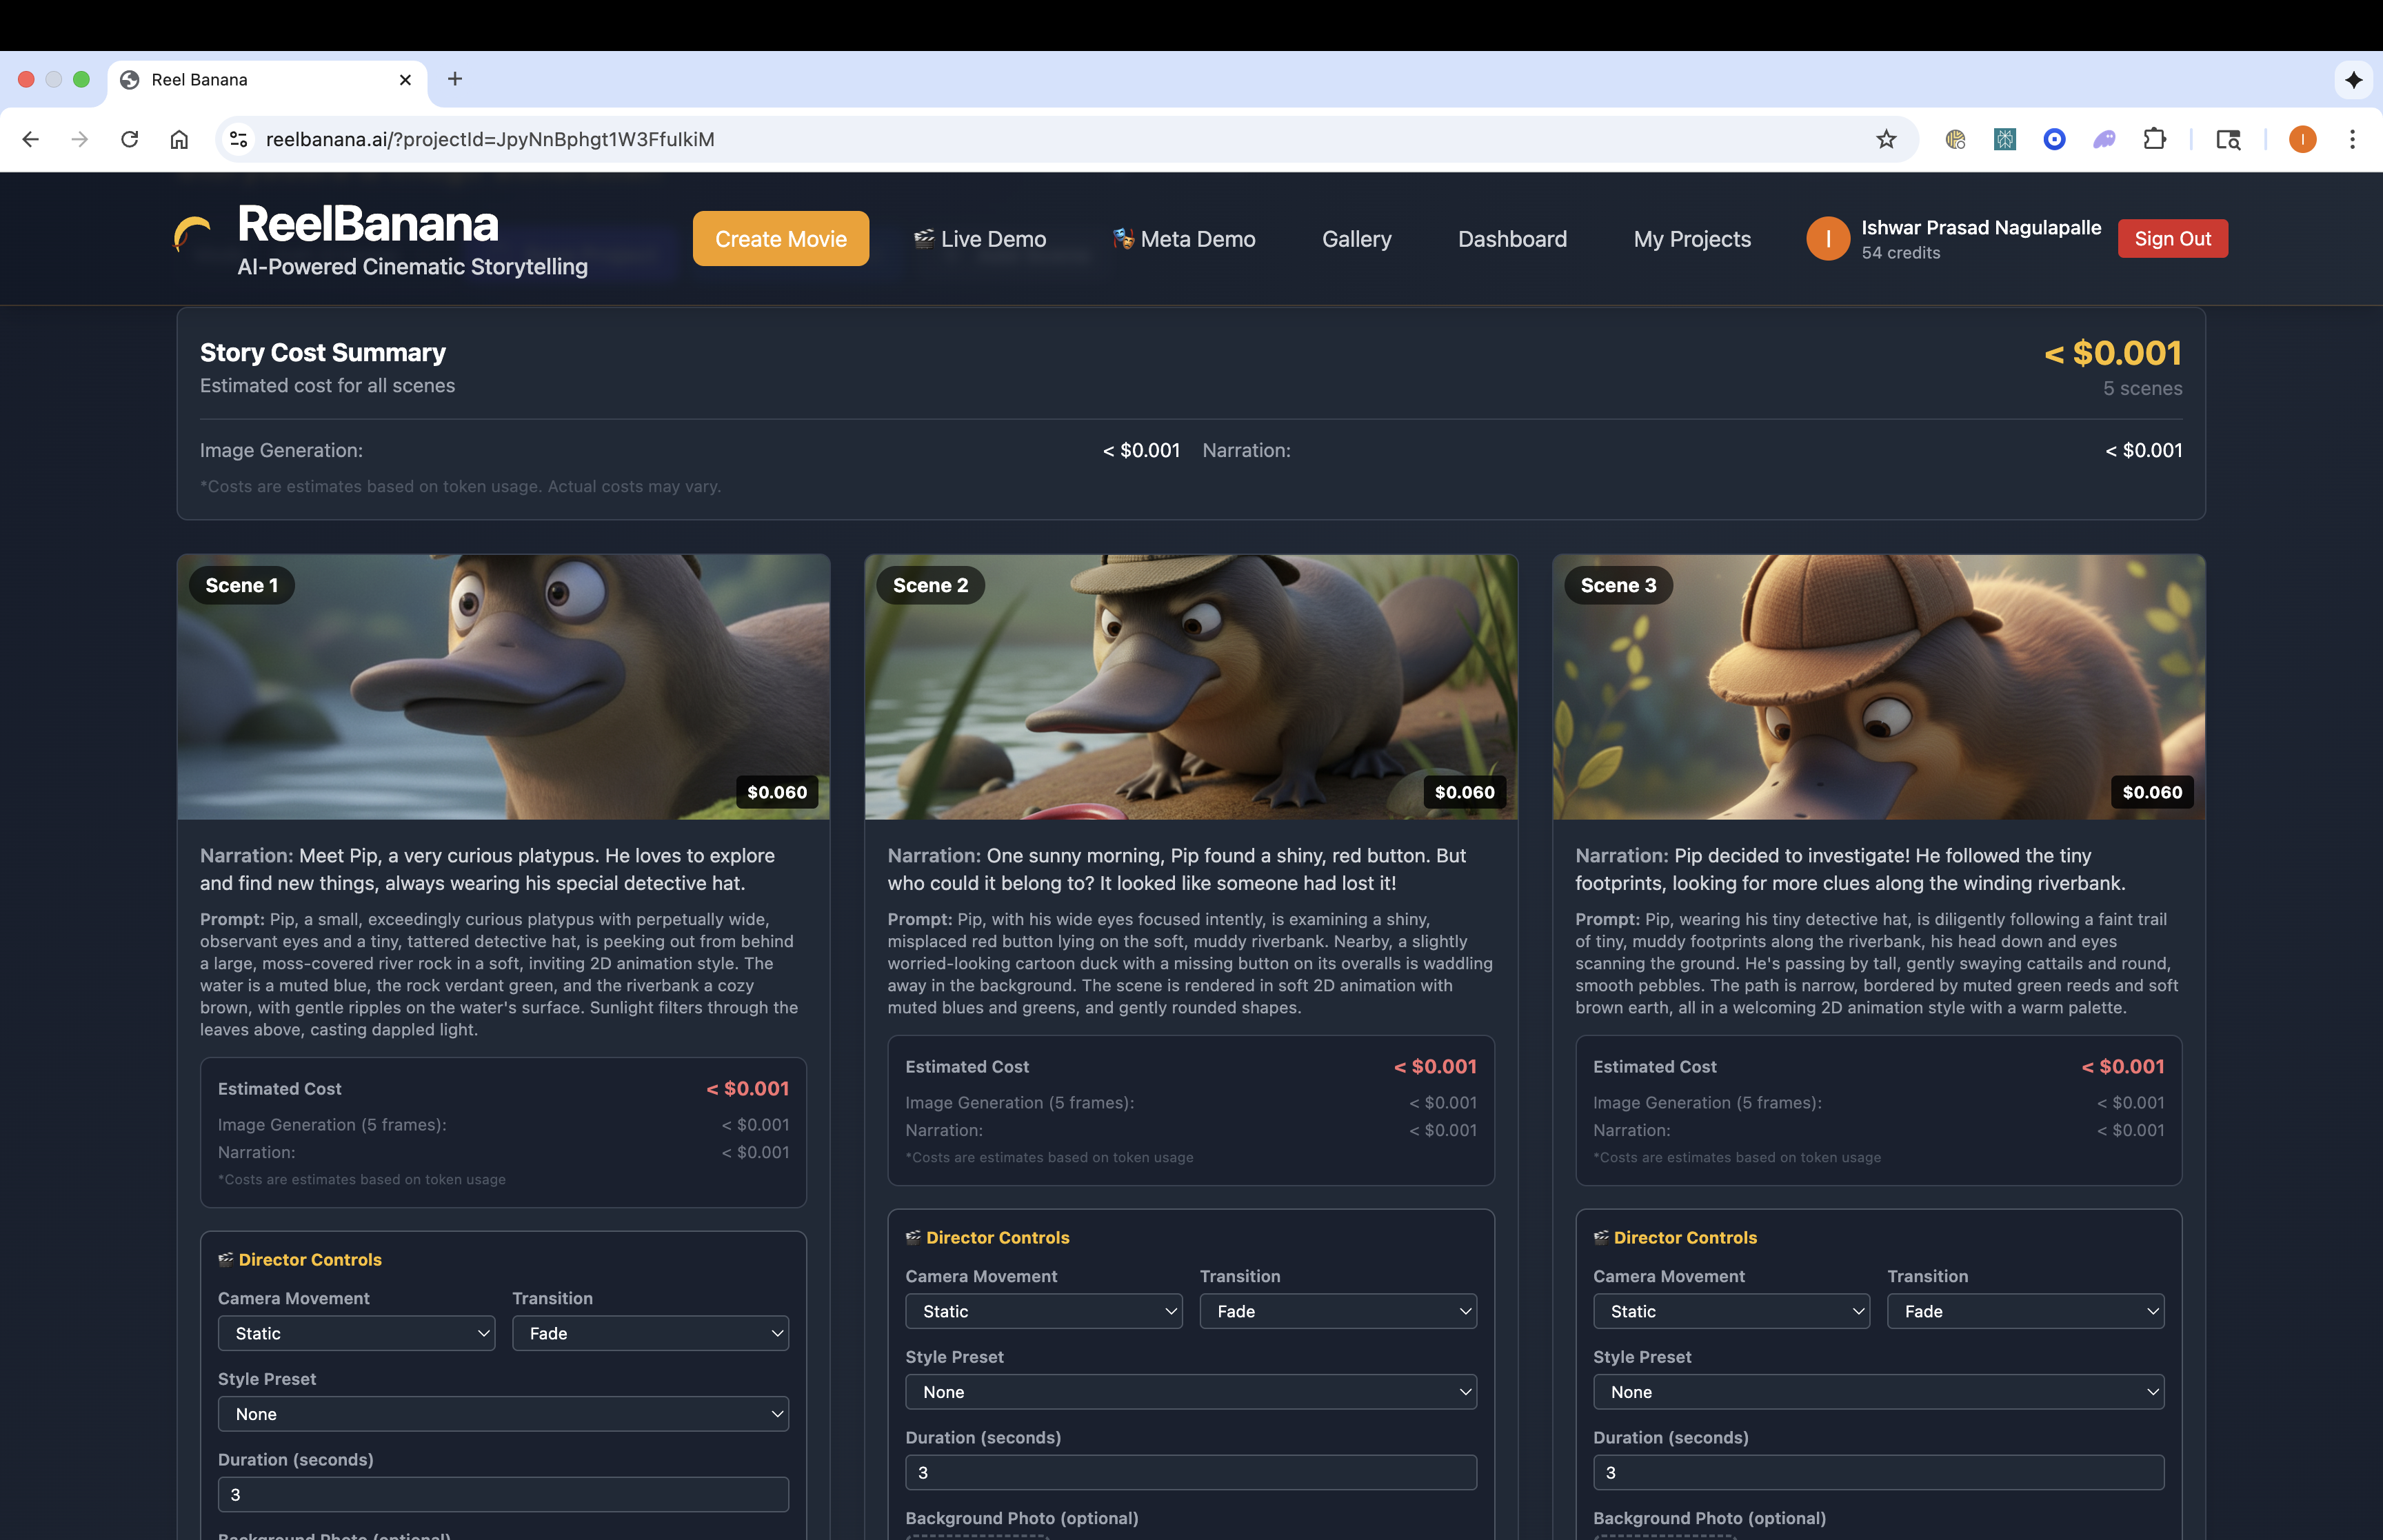 Reel Banana
reelbanana.ai/?projectId=JpyNnBphgt1W3FfuIkiM
I
ReelBanana
AI-Powered Cinematic Storytelling
Create Movie
Live Demo
Meta Demo
Gallery
Dashboard
My Projects
I
Ishwar Prasad Nagulapalle
54 credits
Sign Out
Story Cost Summary
< $0.001
Estimated cost for all scenes
5 scenes
Image Generation: < $0.001 Narration: < $0.001
*Costs are estimates based on token usage. Actual costs may vary.
Scene 1
$0.060
Narration: Meet Pip, a very curious platypus. He loves to explore
and find new things, always wearing his special detective hat.
Prompt: Pip, a small, exceedingly curious platypus with perpetually wide,
observant eyes and a tiny, tattered detective hat, is peeking out from behind
a large, moss-covered river rock in a soft, inviting 2D animation style. The
water is a muted blue, the rock verdant green, and the riverbank a cozy
brown, with gentle ripples on the water's surface. Sunlight filters through the
leaves above, casting dappled light.
Estimated Cost < $0.001
Image Generation (5 frames): < $0.001
Narration: < $0.001
*Costs are estimates based on token usage
Director Controls
Camera Movement Transition
Static Fade
Style Preset
None
Duration (seconds)
3
Background Photo (optional)
Scene 2
$0.060
Narration: One sunny morning, Pip found a shiny, red button. But
who could it belong to? It looked like someone had lost it!
Prompt: Pip, with his wide eyes focused intently, is examining a shiny,
misplaced red button lying on the soft, muddy riverbank. Nearby, a slightly
worried-looking cartoon duck with a missing button on its overalls is waddling
away in the background. The scene is rendered in soft 2D animation with
muted blues and greens, and gently rounded shapes.
Estimated Cost < $0.001
Image Generation (5 frames): < $0.001
Narration: < $0.001
*Costs are estimates based on token usage
Director Controls
Camera Movement Transition
Static Fade
Style Preset
None
Duration (seconds)
3
Background Photo (optional)
Scene 3
$0.060
Narration: Pip decided to investigate! He followed the tiny
footprints, looking for more clues along the winding riverbank.
Prompt: Pip, wearing his tiny detective hat, is diligently following a faint trail
of tiny, muddy footprints along the riverbank, his head down and eyes
scanning the ground. He's passing by tall, gently swaying cattails and round,
smooth pebbles. The path is narrow, bordered by muted green reeds and soft
brown earth, all in a welcoming 2D animation style with a warm palette.
Estimated Cost < $0.001
Image Generation (5 frames): < $0.001
Narration: < $0.001
*Costs are estimates based on token usage
Director Controls
Camera Movement Transition
Static Fade
Style Preset
None
Duration (seconds)
3
Background Photo (optional)